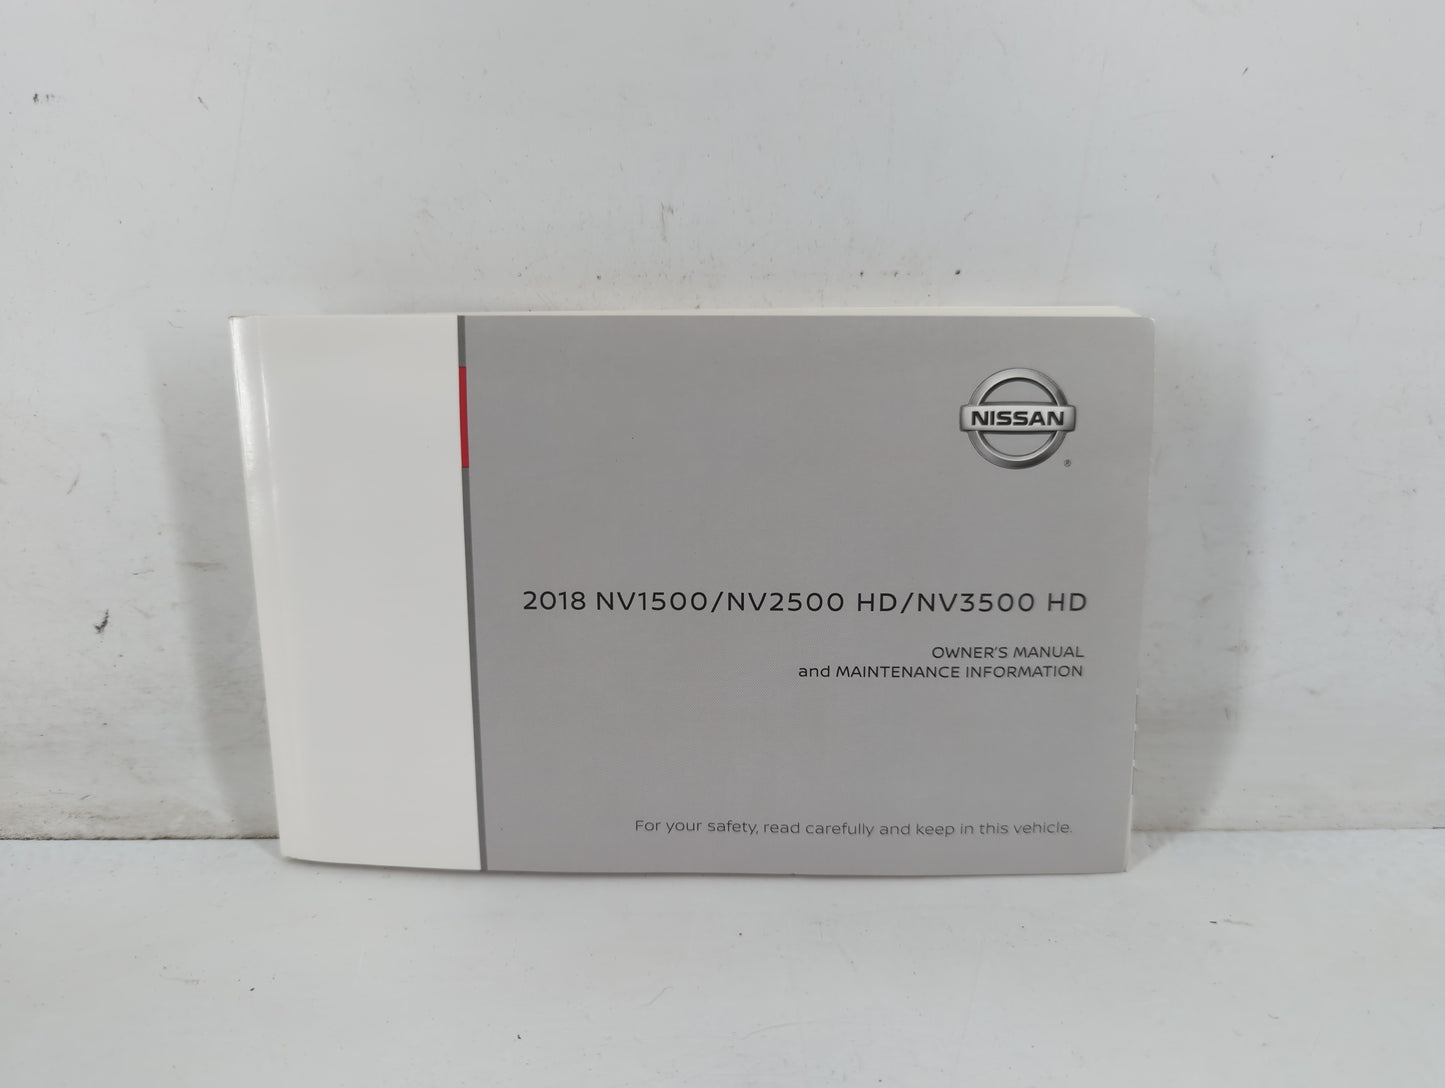 NISSAN
®
2018 NV1500/NV2500 HD/NV3500 HD
OWNER'S MANUAL
and MAINTENANCE INFORMATION
For your safety, read carefully and keep in this vehicle.